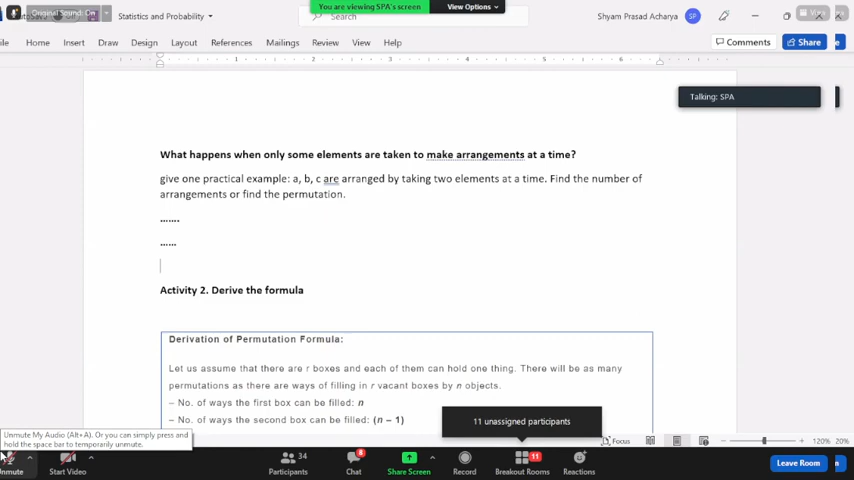 Original Sound: On
Statistics and Probability
Search
You are viewing SPA's screen
View Options
Shyam Prasad Acharya
SP
View
Home
Insert
Draw
Design
Layout
References
Mailings
Review
View
Help
Comments
Share
1
2
3
4
5
6
Talking: SPA
What happens when only some elements are taken to make arrangements at a time?
give one practical example: a, b, c are arranged by taking two elements at a time. Find the number of
arrangements or find the permutation.
.......
......
Activity 2. Derive the formula
Derivation of Permutation Formula:
Let us assume that there are r boxes and each of them can hold one thing. There will be as many
permutations as there are ways of filling in r vacant boxes by n objects.
– No. of ways the first box can be filled: n
– No. of ways the second box can be filled: (n – 1)
11 unassigned participants
Unmute My Audio (Alt+A). Or you can simply press and
hold the space bar to temporarily unmute.
Focus
120%
20%
Unmute
Start Video
34
Participants
8
Chat
Share Screen
Record
11
Breakout Rooms
Reactions
Leave Room